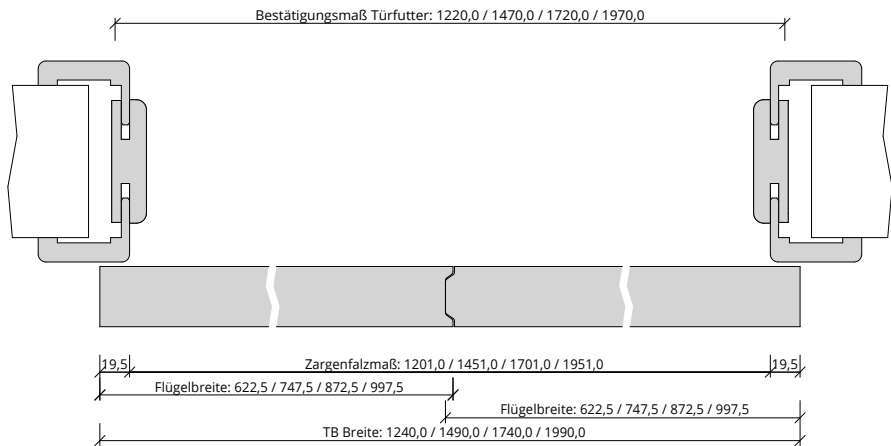 Bestätigungsmaß Türfutter: 1220,0 / 1470,0 / 1720,0 / 1970,0
19,5
Zargenfalzmaß: 1201,0 / 1451,0 / 1701,0 / 1951,0
19,5
Flügelbreite: 622,5 / 747,5 / 872,5 / 997,5
Flügelbreite: 622,5 / 747,5 / 872,5 / 997,5
TB Breite: 1240,0 / 1490,0 / 1740,0 / 1990,0